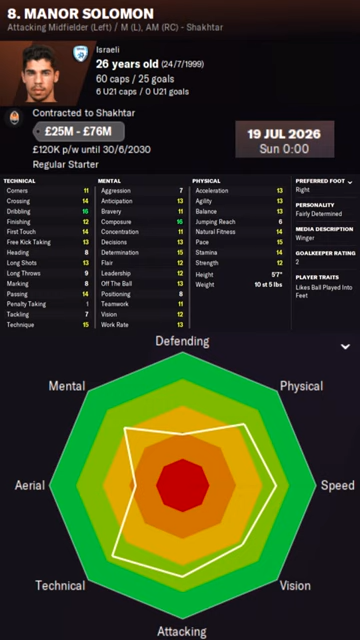 8. MANOR SOLOMON
Attacking Midfielder (Left) / M (L), AM (RC) - Shakhtar
Israeli
26 years old (24/7/1999)
60 caps / 25 goals
6 U21 caps / 0 U21 goals
Contracted to Shakhtar
£25M - £76M
£120K p/w until 30/6/2030
Regular Starter
19 JUL 2026
Sun 0:00
TECHNICAL
Corners 11
Crossing 14
Dribbling 16
Finishing 12
First Touch 14
Free Kick Taking 13
Heading 8
Long Shots 13
Long Throws 9
Marking 8
Passing 14
Penalty Taking 1
Tackling 7
Technique 15
MENTAL
Aggression 7
Anticipation 13
Bravery 11
Composure 16
Concentration 11
Decisions 13
Determination 15
Flair 12
Leadership 12
Off The Ball 13
Positioning 8
Teamwork 11
Vision 12
Work Rate 13
PHYSICAL
Acceleration 13
Agility 13
Balance 13
Jumping Reach 6
Natural Fitness 14
Pace 15
Stamina 14
Strength 12
Height 5'7"
Weight 10 st 5 lbs
PREFERRED FOOT
Right
PERSONALITY
Fairly Determined
MEDIA DESCRIPTION
Winger
GOALKEEPER RATING
2
PLAYER TRAITS
Likes Ball Played Into
Feet
Defending
Mental
Physical
Aerial
Speed
Technical
Vision
Attacking